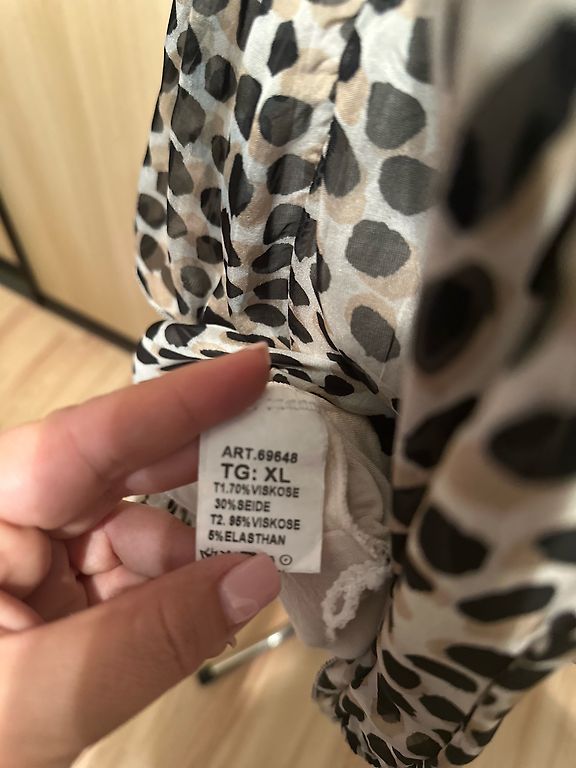 ART.69648
TG: XL
T1.70%VISKOSE
30%SEIDE
T2. 95%VISKOSE
5%ELASTHAN